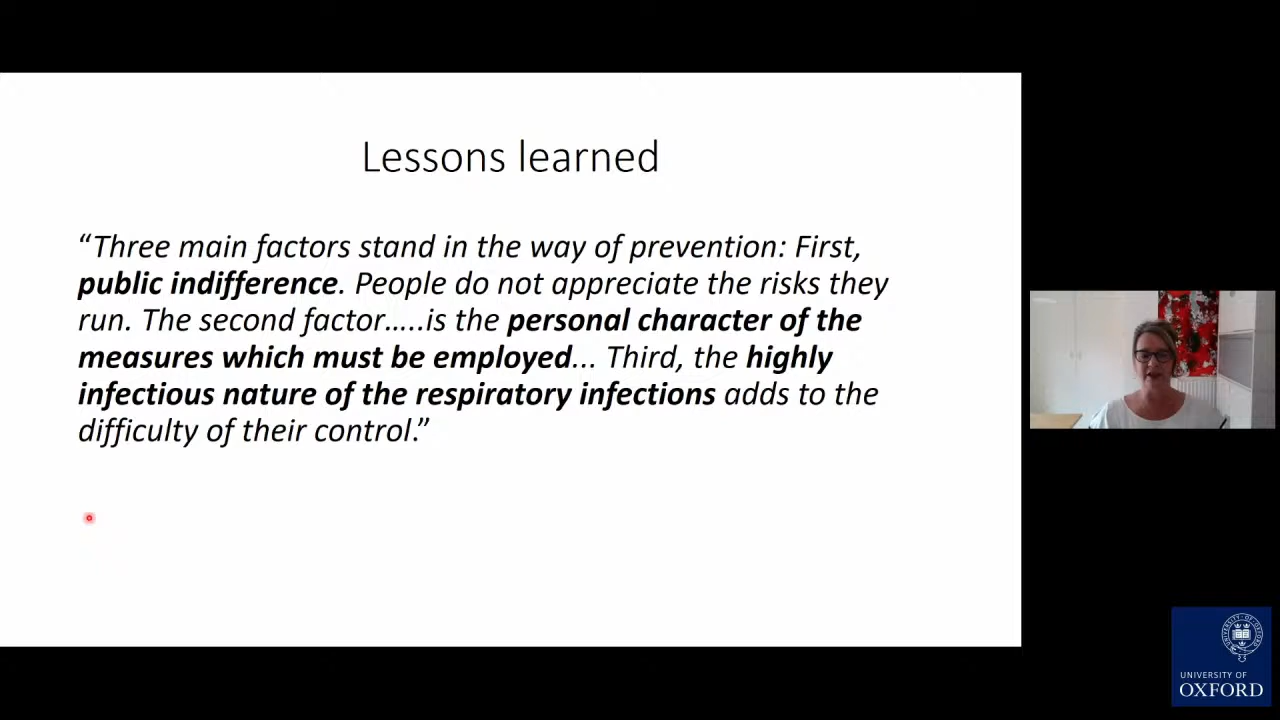 Lessons learned
“Three main factors stand in the way of prevention: First,
public indifference. People do not appreciate the risks they
run. The second factor…..is the personal character of the
measures which must be employed... Third, the highly
infectious nature of the respiratory infections adds to the
difficulty of their control.”
UNIVERSITY OF
OXFORD